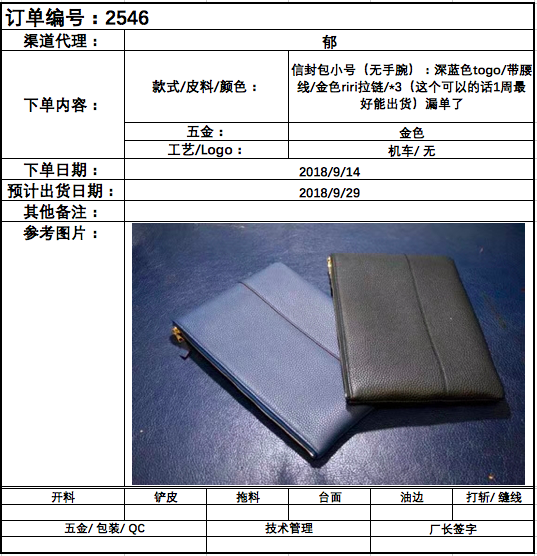 订单编号：2546
渠道代理：
郁
下单内容：
款式/皮料/颜色：
信封包小号（无手腕）：深蓝色togo/带腰
线/金色riri拉链/*3（这个可以的话1周最
好能出货）漏单了
五金：
金色
工艺/Logo：
机车/ 无
下单日期：
2018/9/14
预计出货日期：
2018/9/29
其他备注：
参考图片：
开料
铲皮
拖料
台面
油边
打斩/ 缝线
五金/ 包装/ QC
技术管理
厂长签字